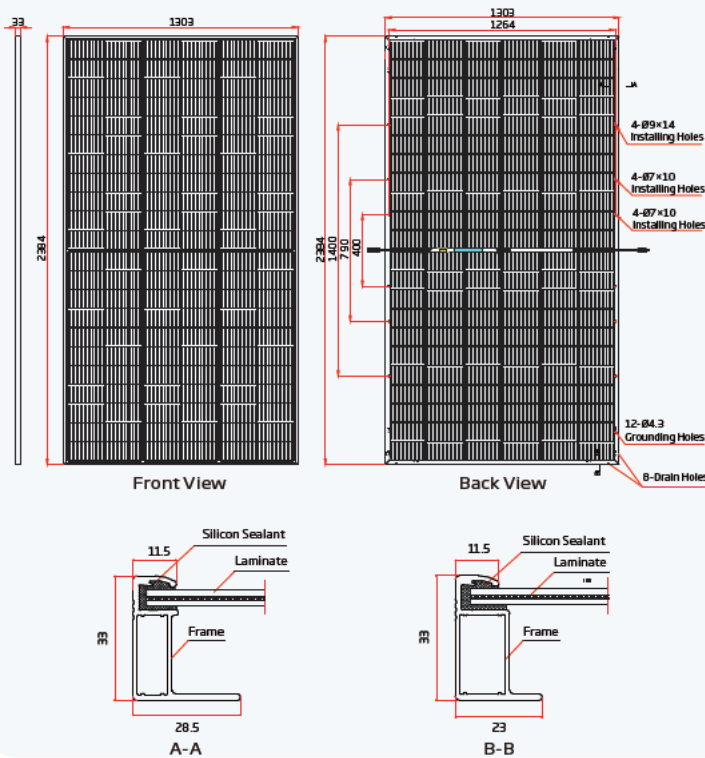 33
1303
2384
Front View
1303
1264
2384
1400
790
400
A
4-Ø9×14
Installing Holes
4-Ø7×10
Installing Holes
4-Ø7×10
Installing Holes
12-Ø4.3
Grounding Holes
8-Drain Holes
Back View
11.5
Silicon Sealant
Laminate
33
Frame
28.5
A-A
11.5
Silicon Sealant
Laminate
33
Frame
23
B-B